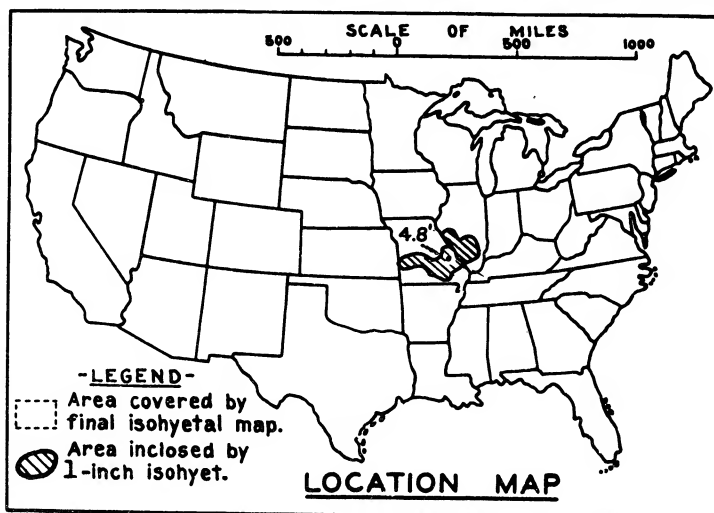 SCALE OF MILES
500 0 500 1000
4.8'
-LEGEND-
Area covered by
final isohyetal map.
Area inclosed by
1-inch isohyet.
LOCATION MAP